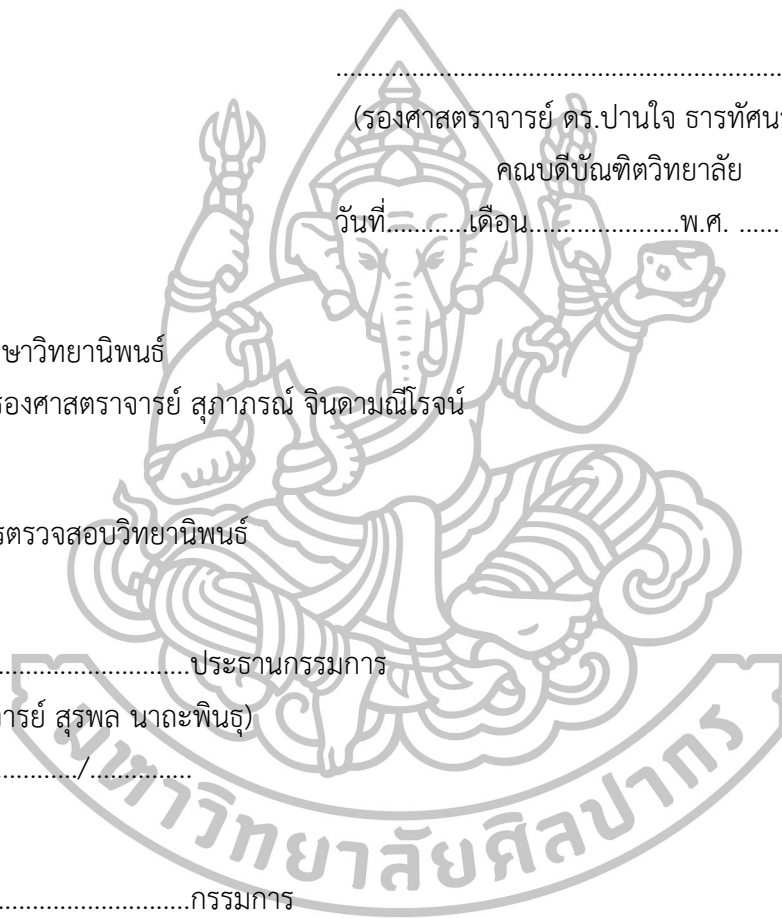 ................................................................
(รองศาสตราจารย์ ดร.ปานใจ ธารทัศน
คณบดีบัณฑิตวิทยาลัย
วันที่............เดือน......................พ.ศ. .......
ษาวิทยานิพนธ์
รองศาสตราจารย์ สุภาภรณ์ จินดามณีโรจน์
รตรวจสอบวิทยานิพนธ์
............................ประธานกรรมการ
ารย์ สุรพล นาถะพินธุ)
............/...............
............................กรรมการ
มหาวิทยาลัยศิลปากร